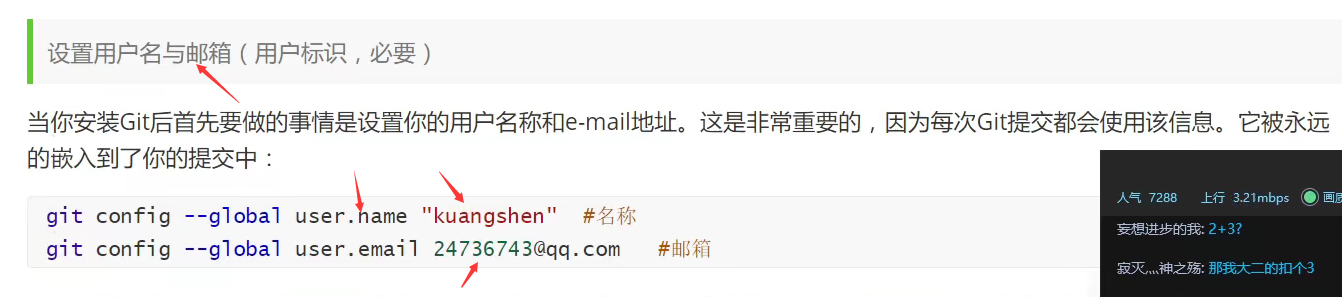 设置用户名与邮箱（用户标识，必要）
当你安装Git后首先要做的事情是设置你的用户名称和e-mail地址。这是非常重要的，因为每次Git提交都会使用该信息。它被永远
的嵌入到了你的提交中：
git config --global user.name "kuangshen"  #名称
git config --global user.email 24736743@qq.com   #邮箱
人气 7288 上行 3.21mbps 画质
妄想进步的我: 2+3?
寂灭灬神之殇: 那我大二的扣个3